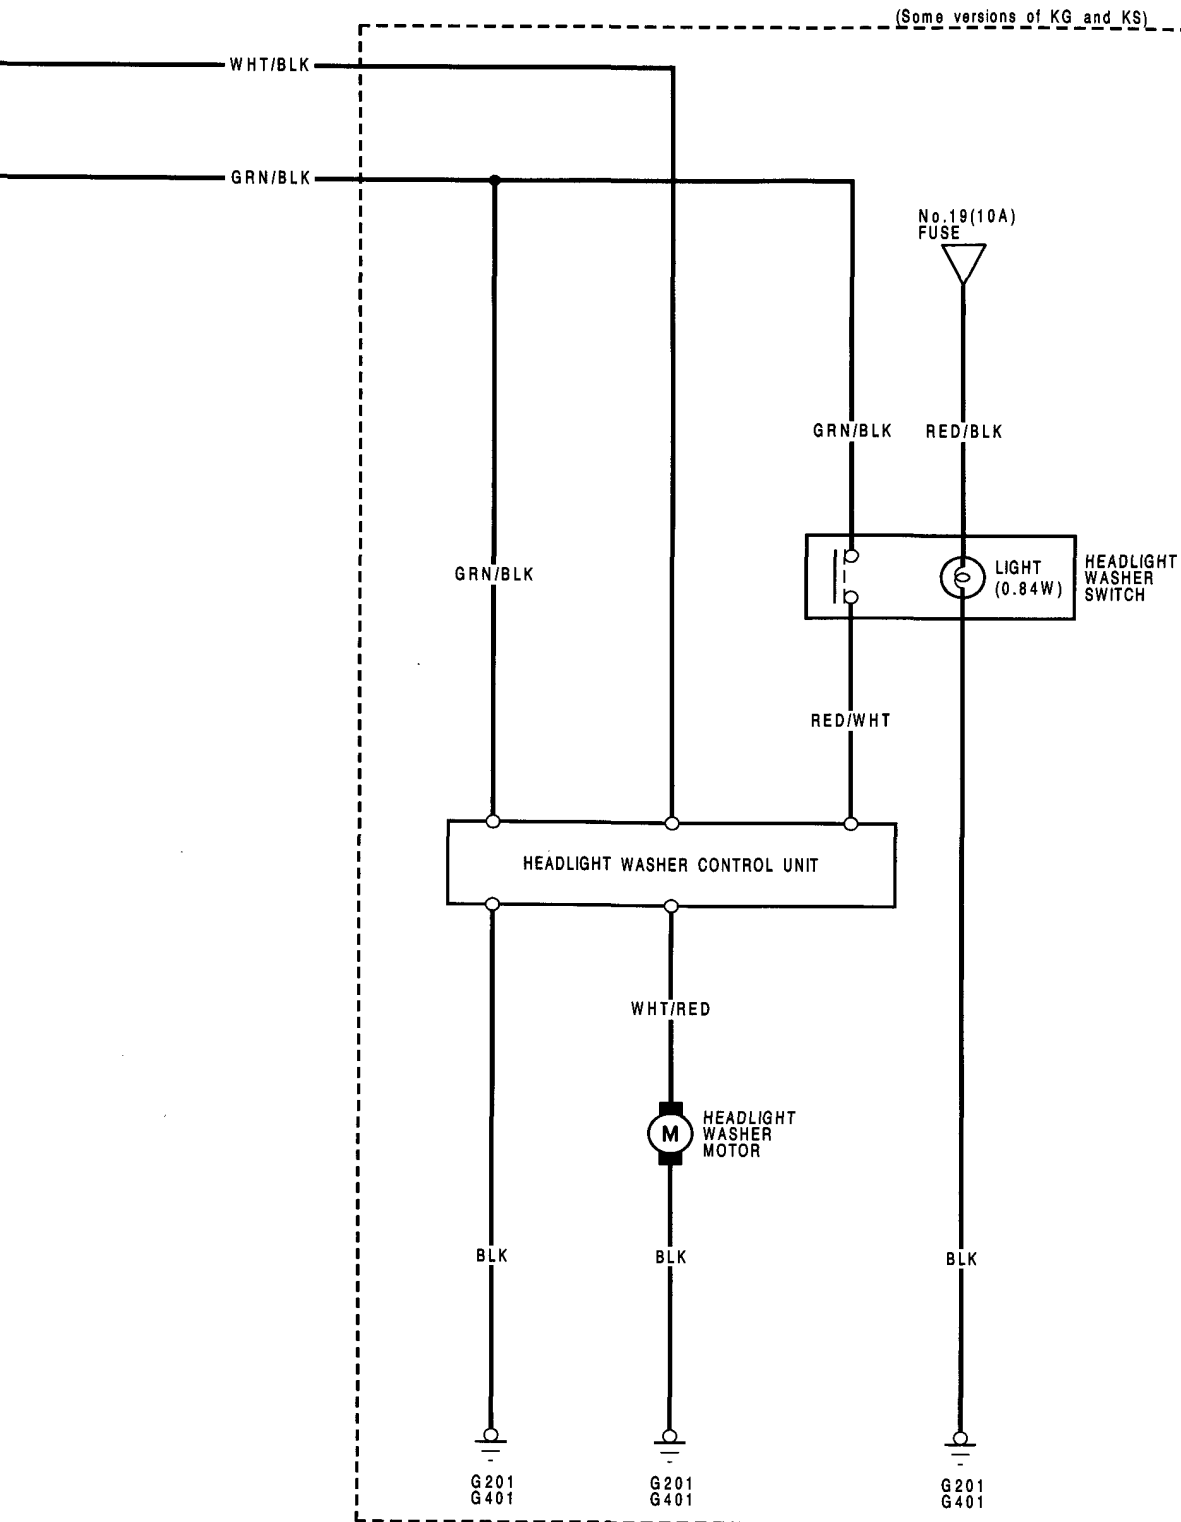 (Some versions of KG and KS)
WHT/BLK
GRN/BLK
No.19(10A)
FUSE
GRN/BLK
RED/BLK
GRN/BLK
LIGHT
(0.84W)
HEADLIGHT
WASHER
SWITCH
RED/WHT
HEADLIGHT WASHER CONTROL UNIT
WHT/RED
M
HEADLIGHT
WASHER
MOTOR
BLK
BLK
BLK
G201
G401
G201
G401
G201
G401